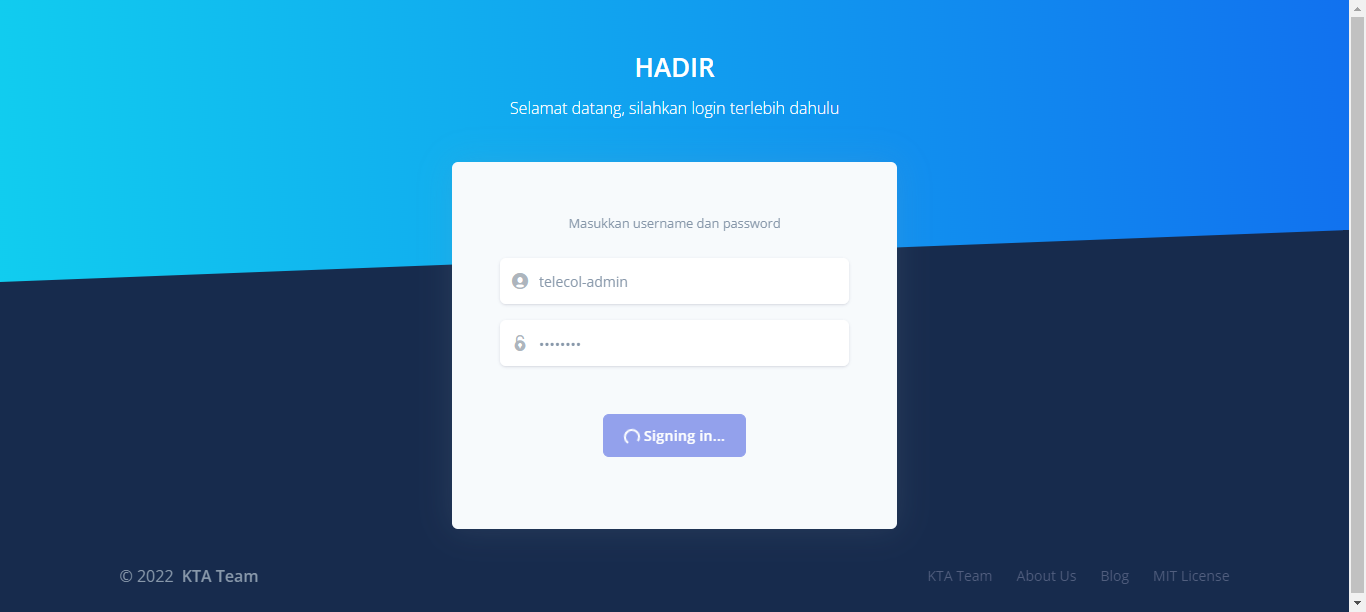 HADIR
Selamat datang, silahkan login terlebih dahulu
Masukkan username dan password
telecol-admin
••••••••
Signing in...
© 2022 KTA Team
KTA Team About Us Blog MIT License